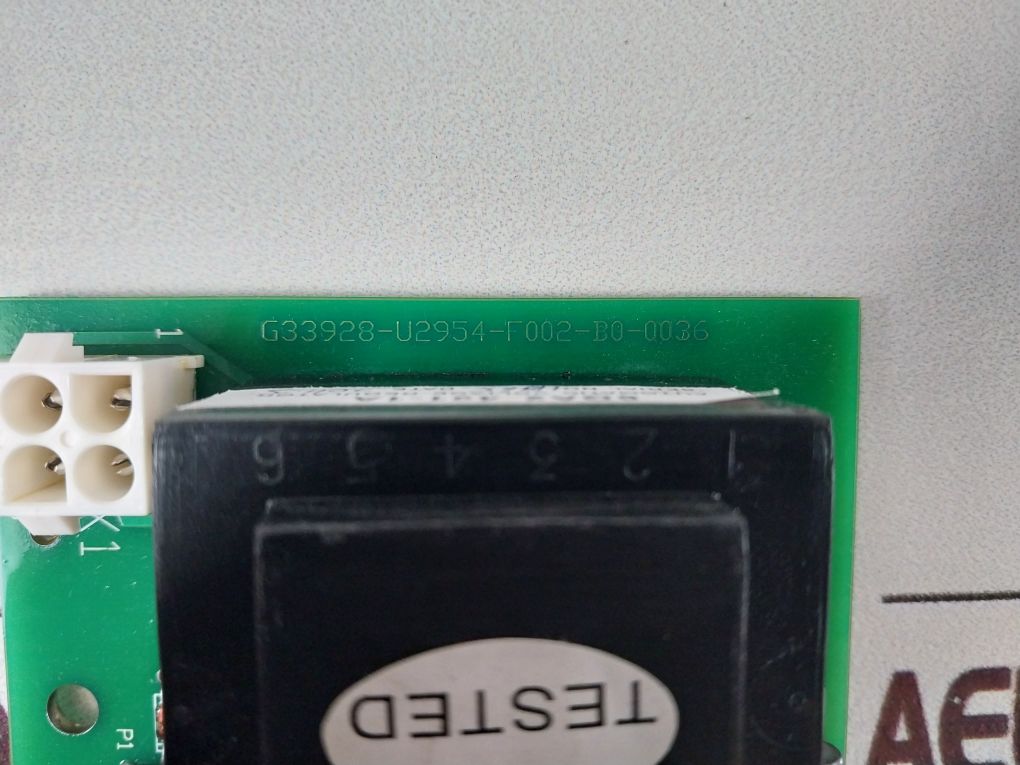 G33928-U2954-F002-B0-0036
1
6 5 4 3 2 1
X1
TESTED
P1
AE